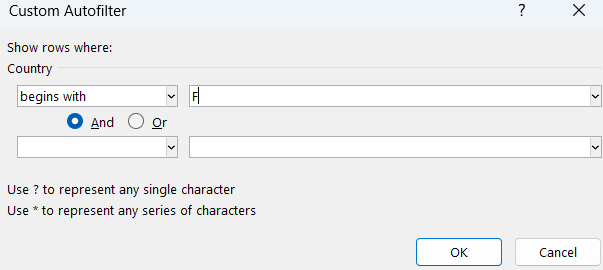 Custom Autofilter ?
Show rows where:
Country
begins with F
And Or
Use ? to represent any single character
Use * to represent any series of characters
OK Cancel